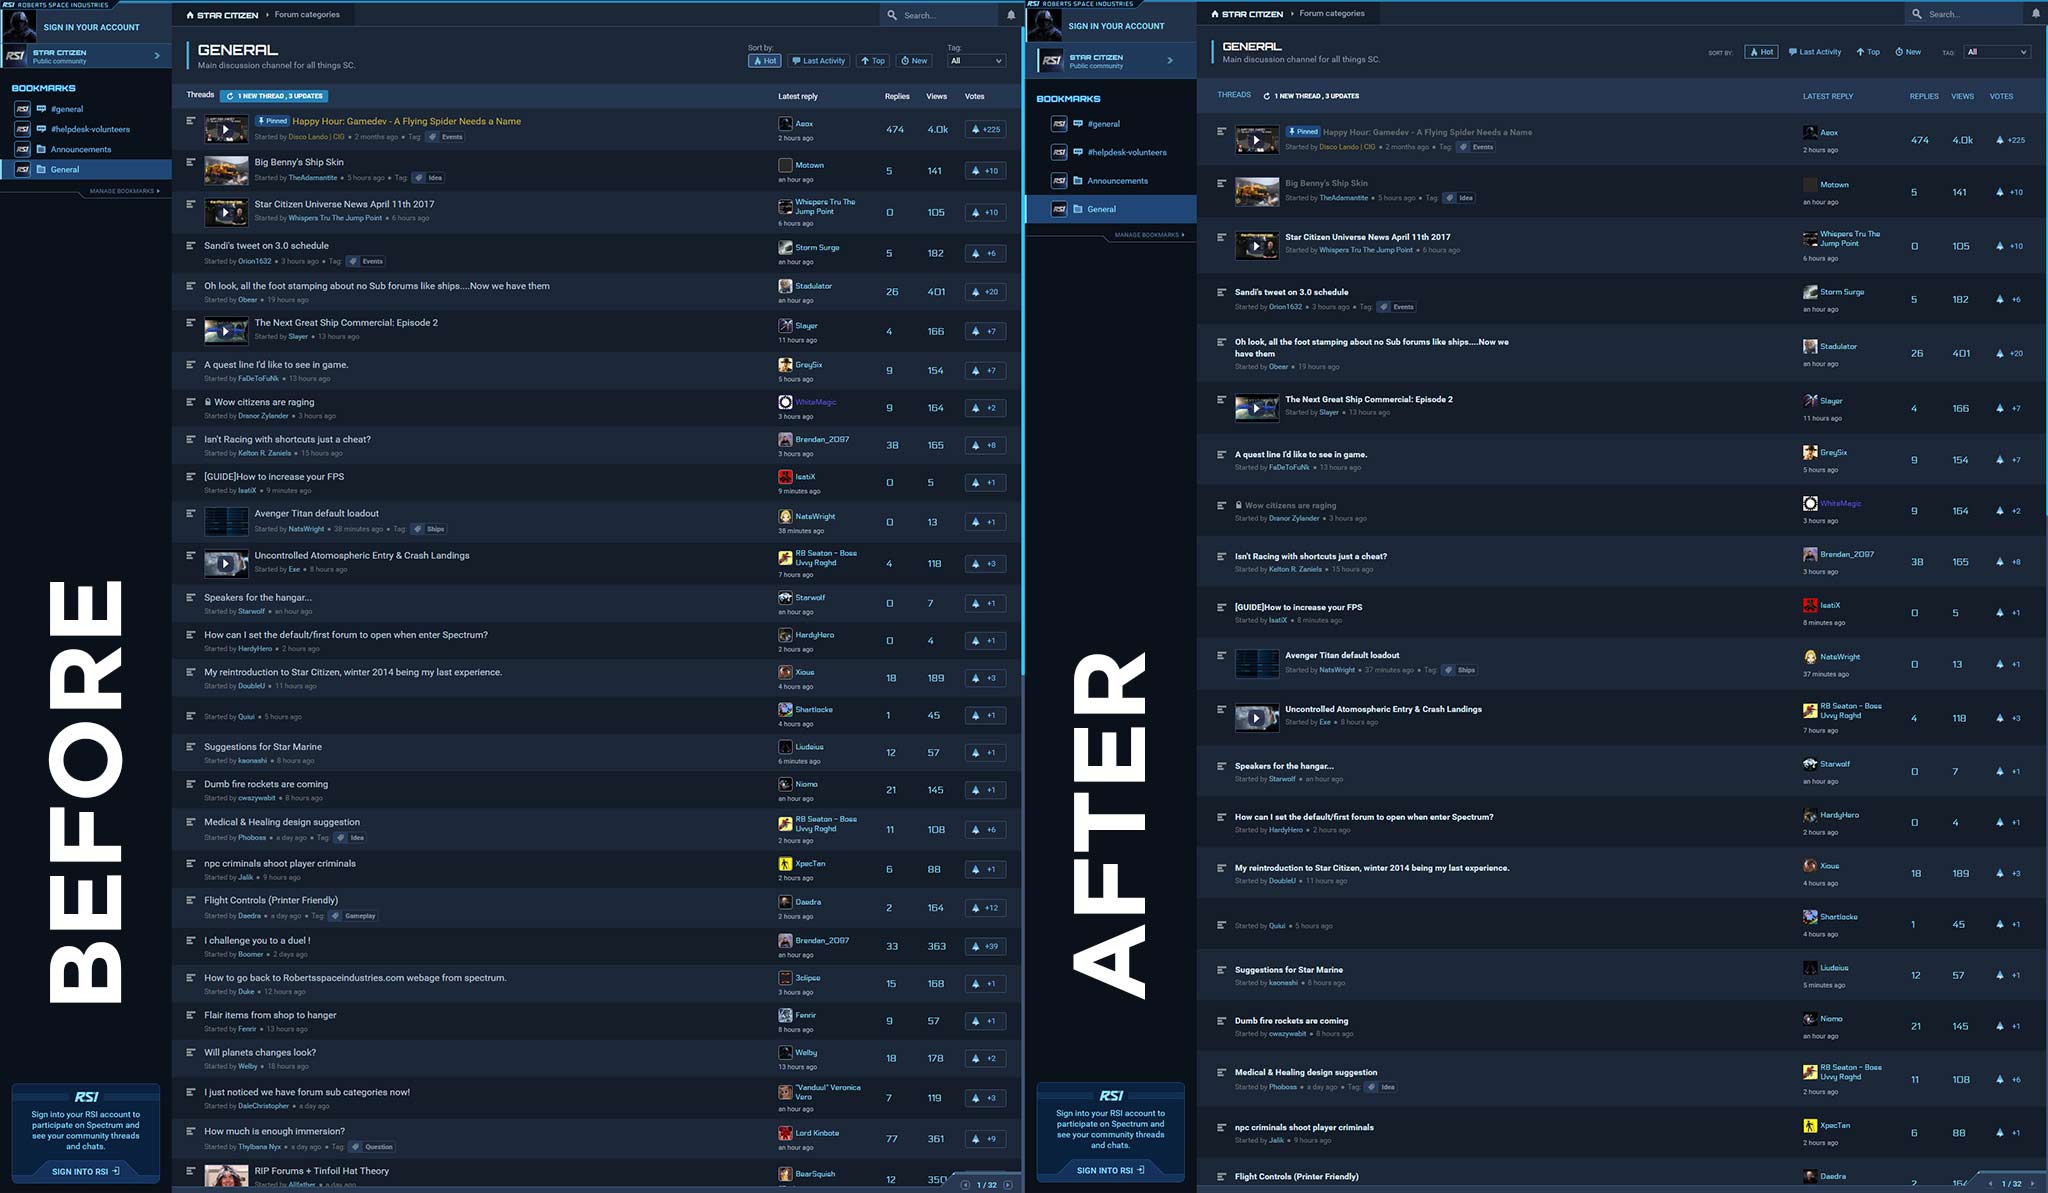 RSI ROBERTS SPACE INDUSTRIES
SIGN IN YOUR ACCOUNT
RSI STAR CITIZEN
Public community
BOOKMARKS
#general
#helpdesk-volunteers
Announcements
General
MANAGE BOOKMARKS
BEFORE
RSI
Sign into your RSI account to
participate on Spectrum and
see your community threads
and chats.
SIGN INTO RSI
STAR CITIZEN › Forum categories
Search...
GENERAL
Main discussion channel for all things SC.
Sort by:
Hot Last Activity Top New
Tag:
All
Threads 1 NEW THREAD , 3 UPDATES Latest reply Replies Views Votes
Pinned Happy Hour: Gamedev - A Flying Spider Needs a Name
Started by Disco Lando | CIG • 2 months ago • Tag: Events
Aeox 2 hours ago 474 4.0k +225
Big Benny's Ship Skin
Started by TheAdamantite • 5 hours ago • Tag: Idea
Motown an hour ago 5 141 +10
Star Citizen Universe News April 11th 2017
Started by Whispers Tru The Jump Point • 6 hours ago
Whispers Tru The Jump Point 6 hours ago 0 105 +10
Sandi's tweet on 3.0 schedule
Started by Orion1632 • 3 hours ago • Tag: Events
Storm Surge an hour ago 5 182 +6
Oh look, all the foot stamping about no Sub forums like ships....Now we have them
Started by Obear • 19 hours ago
Stadulator an hour ago 26 401 +20
The Next Great Ship Commercial: Episode 2
Started by Slayer • 13 hours ago
Slayer 11 hours ago 4 166 +7
A quest line I'd like to see in game.
Started by FaDeToFuNk • 13 hours ago
GreySix 5 hours ago 9 154 +7
Wow citizens are raging
Started by Dranor Zylander • 3 hours ago
WhiteMagic 3 hours ago 9 164 +2
Isn't Racing with shortcuts just a cheat?
Started by Kelton R. Zaniels • 15 hours ago
Brendan_2097 3 hours ago 38 165 +8
[GUIDE]How to increase your FPS
Started by IsatiX • 9 minutes ago
IsatiX 9 minutes ago 0 5 +1
Avenger Titan default loadout
Started by NatsWright • 38 minutes ago • Tag: Ships
NatsWright 38 minutes ago 0 13 +1
Uncontrolled Atomospheric Entry & Crash Landings
Started by Exe • 8 hours ago
RB Seaton - Boss Uvvy Raghd 7 hours ago 4 118 +3
Speakers for the hangar...
Started by Starwolf • an hour ago
Starwolf an hour ago 0 7 +1
How can I set the default/first forum to open when enter Spectrum?
Started by HardyHero • 2 hours ago
HardyHero 2 hours ago 0 4 +1
My reintroduction to Star Citizen, winter 2014 being my last experience.
Started by DoubleU • 11 hours ago
Xious 4 hours ago 18 189 +3
Started by Quiui • 5 hours ago
Shartlocke 4 hours ago 1 45 +1
Suggestions for Star Marine
Started by kaonashi • 8 hours ago
Liudeius 6 minutes ago 12 57 +1
Dumb fire rockets are coming
Started by cwazywabit • 8 hours ago
Niomo an hour ago 21 145 +1
Medical & Healing design suggestion
Started by Phoboss • a day ago • Tag: Idea
RB Seaton - Boss Uvvy Raghd 2 hours ago 11 108 +6
npc criminals shoot player criminals
Started by Jalik • 9 hours ago
XpecTan 2 hours ago 6 88 +1
Flight Controls (Printer Friendly)
Started by Daedra • a day ago • Tag: Gameplay
Daedra 2 hours ago 2 164 +12
I challenge you to a duel !
Started by Boomer • 2 days ago
Brendan_2097 an hour ago 33 363 +39
How to go back to Robertsspaceindustries.com webage from spectrum.
Started by Duke • 12 hours ago
3clipse 3 hours ago 15 168 +1
Flair items from shop to hanger
Started by Fenrir • 13 hours ago
Fenrir 8 hours ago 9 57 +1
Will planets changes look?
Started by Welby • 18 hours ago
Welby 13 hours ago 18 178 +2
I just noticed we have forum sub categories now!
Started by DaleChristopher • a day ago
"Vanduul" Veronica Vero an hour ago 7 119 +3
How much is enough immersion?
Started by Thylbana Nyx • a day ago • Tag: Question
Lord Kinbote an hour ago 77 361 +9
RIP Forums + Tinfoil Hat Theory
Started by Allfather • a day ago
BearSquish 12 350
1 / 32
RSI ROBERTS SPACE INDUSTRIES
SIGN IN YOUR ACCOUNT
RSI STAR CITIZEN
Public community
BOOKMARKS
#general
#helpdesk-volunteers
Announcements
General
MANAGE BOOKMARKS
AFTER
RSI
Sign into your RSI account to
participate on Spectrum and
see your community threads
and chats.
SIGN INTO RSI
STAR CITIZEN › Forum categories
Search...
GENERAL
Main discussion channel for all things SC.
SORT BY: Hot Last Activity Top New TAG: All
THREADS 1 NEW THREAD , 3 UPDATES LATEST REPLY REPLIES VIEWS VOTES
Pinned Happy Hour: Gamedev - A Flying Spider Needs a Name
Started by Disco Lando | CIG • 2 months ago • Tag: Events
Aeox 2 hours ago 474 4.0k +225
Big Benny's Ship Skin
Started by TheAdamantite • 5 hours ago • Tag: Idea
Motown an hour ago 5 141 +10
Star Citizen Universe News April 11th 2017
Started by Whispers Tru The Jump Point • 6 hours ago
Whispers Tru The Jump Point 6 hours ago 0 105 +10
Sandi's tweet on 3.0 schedule
Started by Orion1632 • 3 hours ago • Tag: Events
Storm Surge an hour ago 5 182 +6
Oh look, all the foot stamping about no Sub forums like ships....Now we
have them
Started by Obear • 19 hours ago
Stadulator an hour ago 26 401 +20
The Next Great Ship Commercial: Episode 2
Started by Slayer • 13 hours ago
Slayer 11 hours ago 4 166 +7
A quest line I'd like to see in game.
Started by FaDeToFuNk • 13 hours ago
GreySix 5 hours ago 9 154 +7
Wow citizens are raging
Started by Dranor Zylander • 3 hours ago
WhiteMagic 3 hours ago 9 164 +2
Isn't Racing with shortcuts just a cheat?
Started by Kelton R. Zaniels • 15 hours ago
Brendan_2097 3 hours ago 38 165 +8
[GUIDE]How to increase your FPS
Started by IsatiX • 8 minutes ago
IsatiX 8 minutes ago 0 5 +1
Avenger Titan default loadout
Started by NatsWright • 37 minutes ago • Tag: Ships
NatsWright 37 minutes ago 0 13 +1
Uncontrolled Atomospheric Entry & Crash Landings
Started by Exe • 8 hours ago
RB Seaton - Boss Uvvy Raghd 7 hours ago 4 118 +3
Speakers for the hangar...
Started by Starwolf • an hour ago
Starwolf an hour ago 0 7 +1
How can I set the default/first forum to open when enter Spectrum?
Started by HardyHero • 2 hours ago
HardyHero 2 hours ago 0 4 +1
My reintroduction to Star Citizen, winter 2014 being my last experience.
Started by DoubleU • 11 hours ago
Xious 4 hours ago 18 189 +3
Started by Quiui • 5 hours ago
Shartlocke 4 hours ago 1 45 +1
Suggestions for Star Marine
Started by kaonashi • 8 hours ago
Liudeius 5 minutes ago 12 57 +1
Dumb fire rockets are coming
Started by cwazywabit • 8 hours ago
Niomo an hour ago 21 145 +1
Medical & Healing design suggestion
Started by Phoboss • a day ago • Tag: Idea
RB Seaton - Boss Uvvy Raghd 2 hours ago 11 108 +6
npc criminals shoot player criminals
Started by Jalik • 9 hours ago
XpecTan 2 hours ago 6 88 +1
Flight Controls (Printer Friendly)
Daedra 2 164
1 / 32